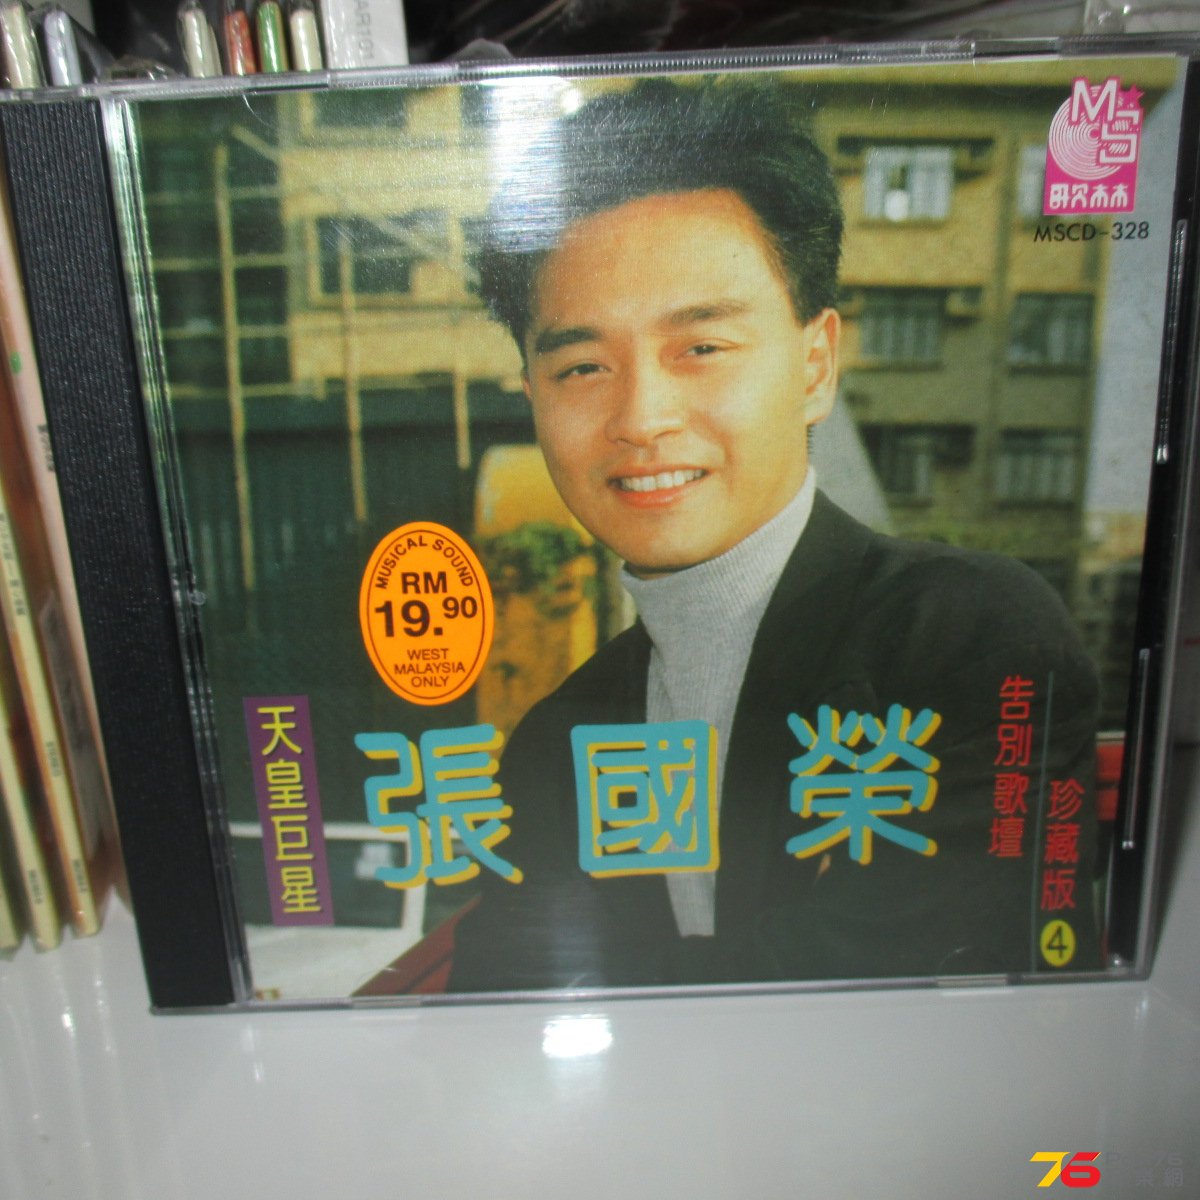 MS
MSCD-328
MUSICAL SOUND
RM
19.90
WEST
MALAYSIA
ONLY
天皇巨星
張國榮
告別歌壇
珍藏版
4
76
網